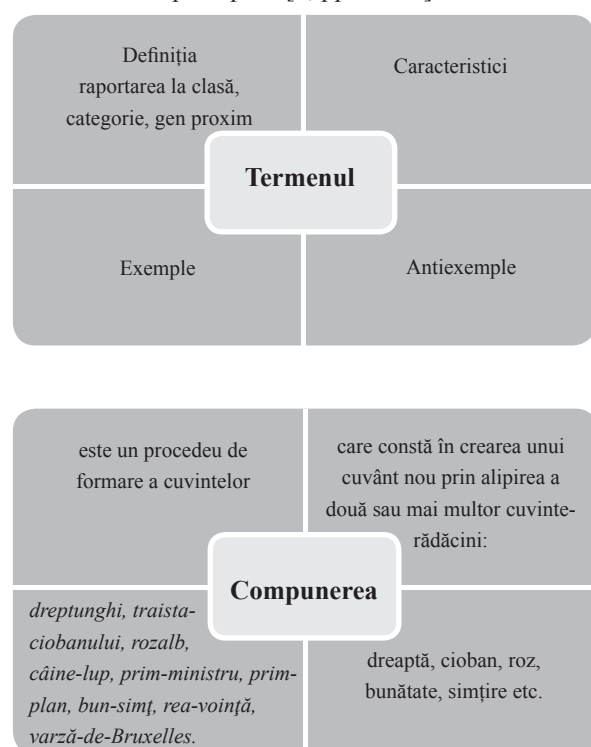 Definiția
raportarea la clasă,
categorie, gen proxim
Caracteristici
Termenul
Exemple
Antiexemple
este un procedeu de
formare a cuvintelor
care constă în crearea unui
cuvânt nou prin alipirea a
două sau mai multor cuvinte-
rădăcini:
Compunerea
dreptunghi, traista-
ciobanului, rozalb,
câine-lup, prim-ministru, prim-
plan, bun-simţ, rea-voinţă,
varză-de-Bruxelles.
dreaptă, cioban, roz,
bunătate, simțire etc.